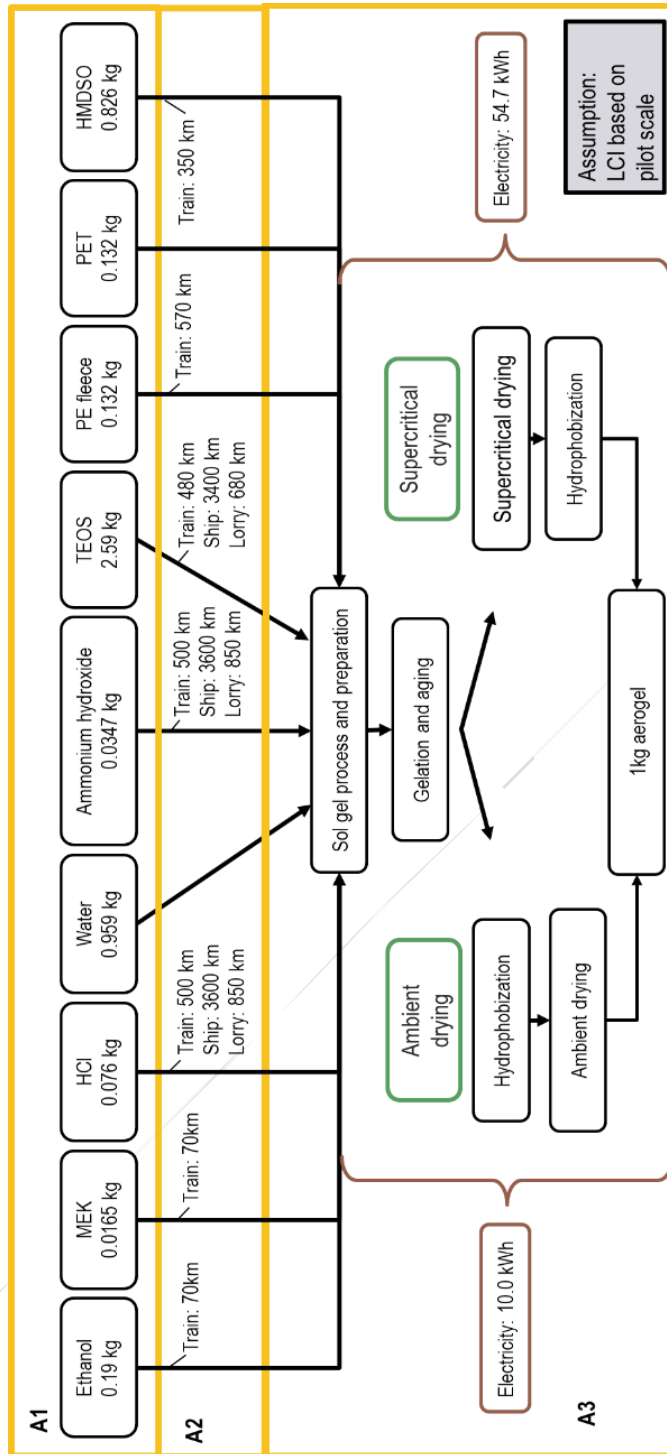 A1
Ethanol
0.19 kg
MEK
0.0165 kg
HCl
0.076 kg
Water
0.959 kg
Ammonium hydroxide
0.0347 kg
TEOS
2.59 kg
PE fleece
0.132 kg
PET
0.132 kg
HMDSO
0.826 kg
A2
Train: 70km
Train: 70km
Train: 500 km
Ship: 3600 km
Lorry: 850 km
Train: 500 km
Ship: 3600 km
Lorry: 850 km
Train: 480 km
Ship: 3400 km
Lorry: 680 km
Train: 570 km
Train: 350 km
Sol gel process and preparation
Gelation and aging
Ambient
drying
Hydrophobization
Ambient drying
Supercritical
drying
Supercritical drying
Hydrophobization
1kg aerogel
Electricity: 10.0 kWh
Electricity: 54.7 kWh
A3
Assumption:
LCI based on
pilot scale